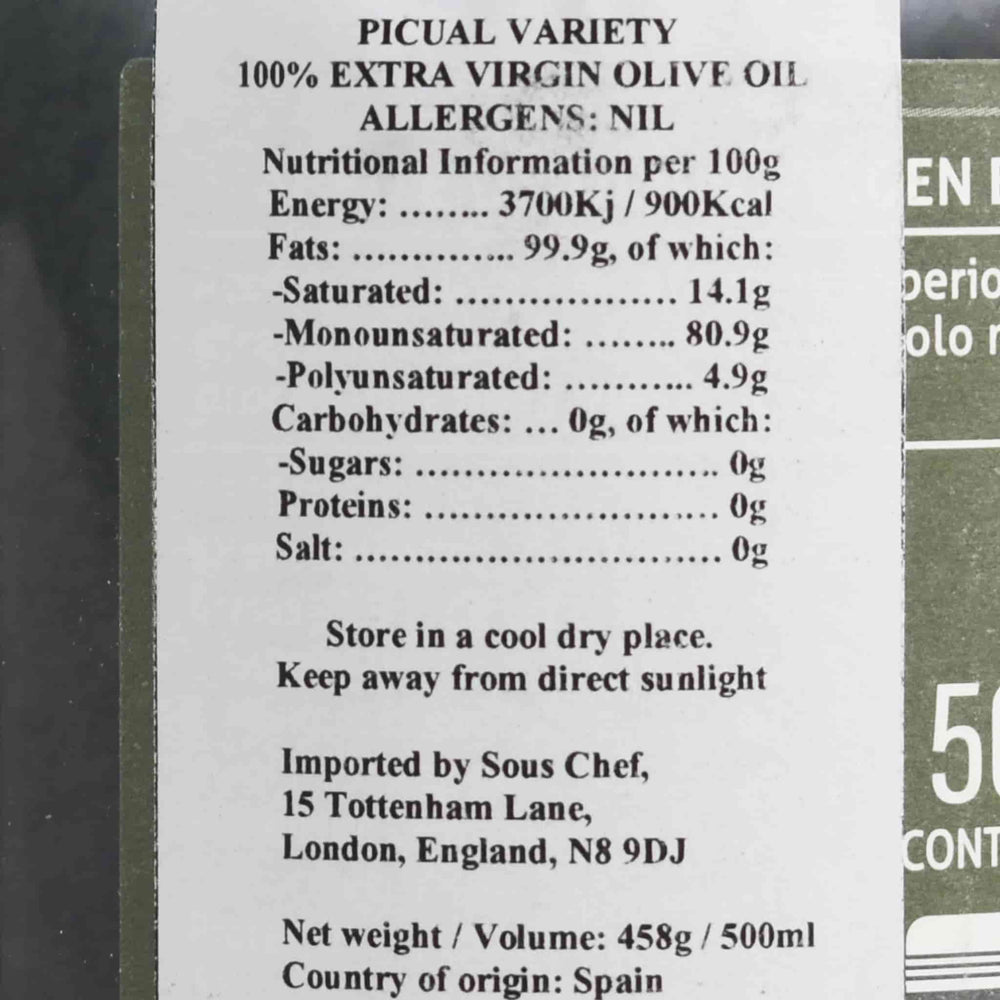 PICUAL VARIETY
100% EXTRA VIRGIN OLIVE OIL
ALLERGENS: NIL
Nutritional Information per 100g
Energy: ........ 3700Kj / 900Kcal
Fats: .............. 99.9g, of which:
-Saturated: ................... 14.1g
-Monounsaturated: ........ 80.9g
-Polyunsaturated: ........... 4.9g
Carbohydrates: ... 0g, of which:
-Sugars: .......................... 0g
Proteins: ......................... 0g
Salt: ............................... 0g
Store in a cool dry place.
Keep away from direct sunlight
Imported by Sous Chef,
15 Tottenham Lane,
London, England, N8 9DJ
Net weight / Volume: 458g / 500ml
Country of origin: Spain
EN